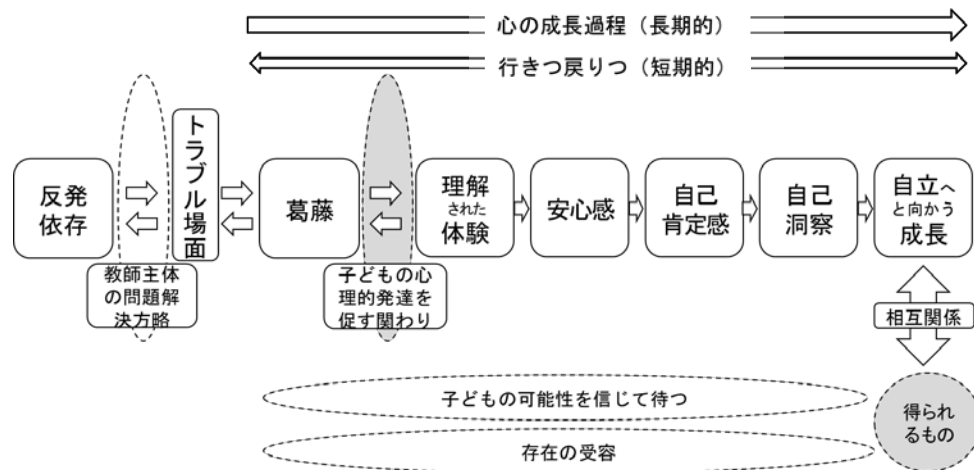 心の成長過程（長期的）
行きつ戻りつ（短期的）
反発
依存
トラブル場面
葛藤
理解
された
体験
安心感
自己
肯定感
自己
洞察
自立へ
と向かう
成長
教師主体
の問題解
決方略
子どもの心
理的発達を
促す関わり
相互関係
子どもの可能性を信じて待つ
得られ
るもの
存在の受容